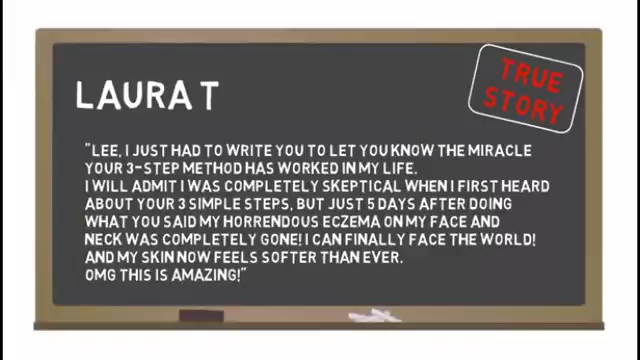 LAURA T
TRUE
STORY
"LEE, I JUST HAD TO WRITE YOU TO LET YOU KNOW THE MIRACLE
YOUR 3-STEP METHOD HAS WORKED IN MY LIFE.
I WILL ADMIT I WAS COMPLETELY SKEPTICAL WHEN I FIRST HEARD
ABOUT YOUR 3 SIMPLE STEPS, BUT JUST 5 DAYS AFTER DOING
WHAT YOU SAID MY HORRENDOUS ECZEMA ON MY FACE AND
NECK WAS COMPLETELY GONE! I CAN FINALLY FACE THE WORLD!
AND MY SKIN NOW FEELS SOFTER THAN EVER.
OMG THIS IS AMAZING!"